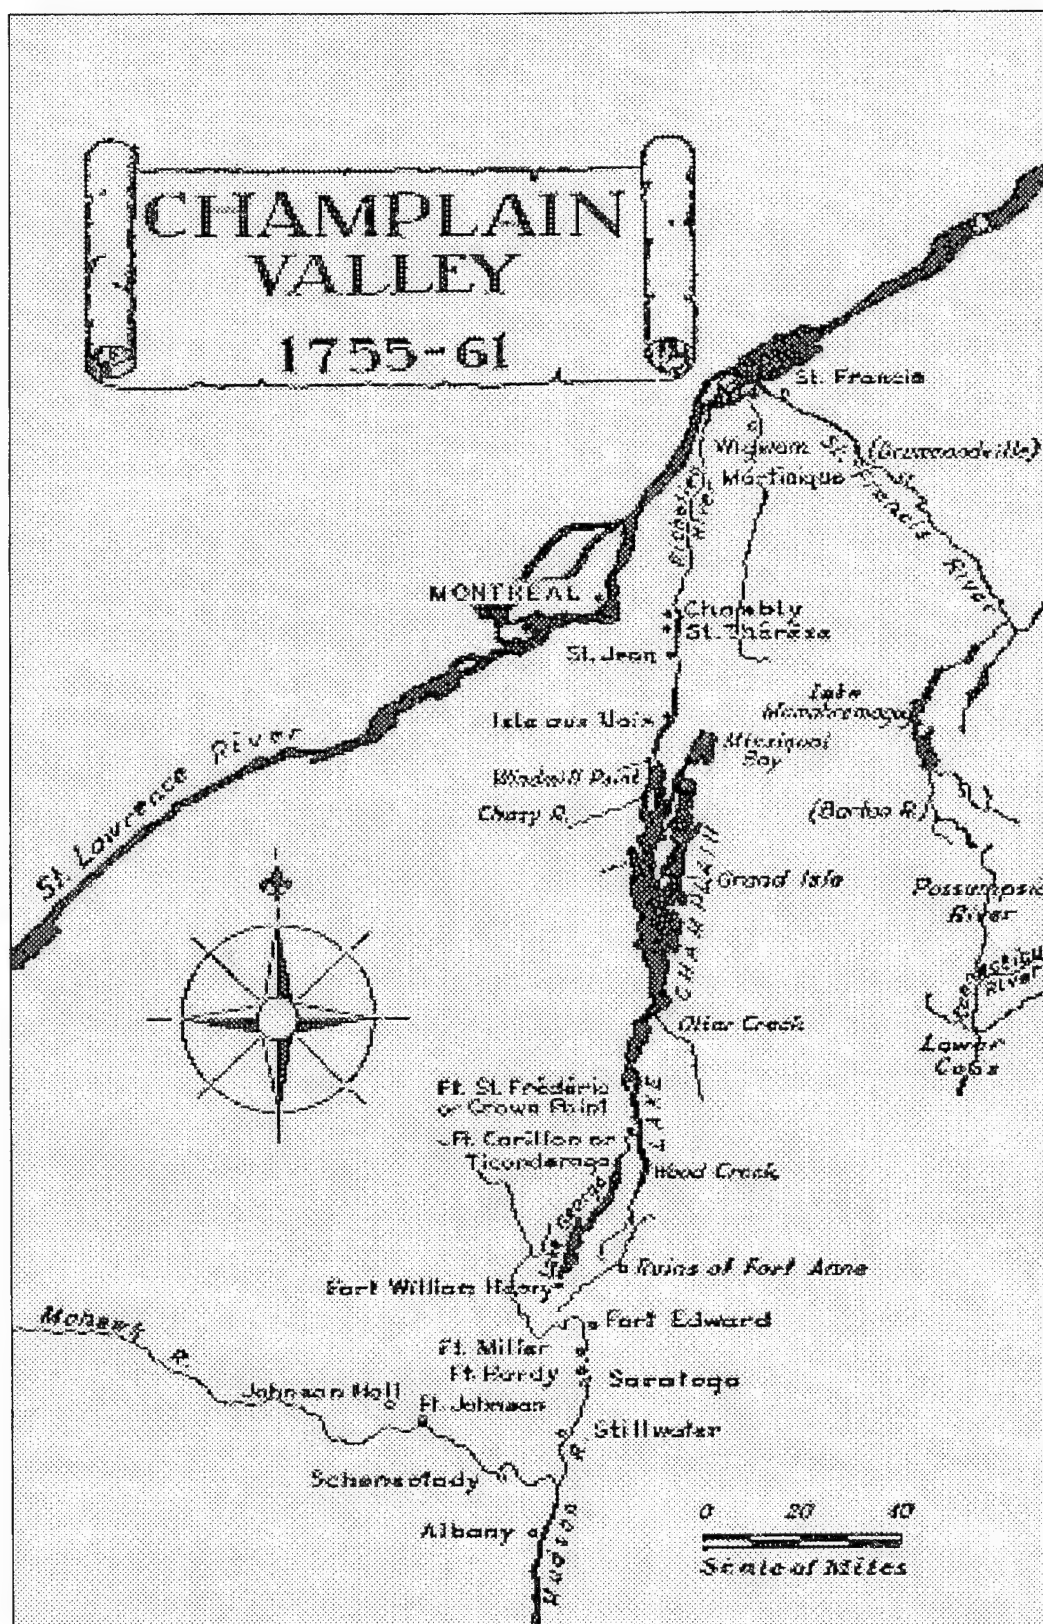 CHAMPLAIN
VALLEY
1755-61
St. Francis
Wigwam
Martinique
(Drummondville)
St. Francis River
Richelieu River
MONTREAL
Chambly
St. Thérèse
St. Jean
Isle aux Noix
Lake
Missisquoi
Bay
Windmill Point
Chazy R.
(Barton R.)
St. Lawrence River
Grand Isle
LAKE CHAMPLAIN
River
Otter Creek
Lower
Ft. St. Frédéric
or Crown Point
Ft. Carillon or
Ticonderoga
Wood Creek
Lake George
Ruins of Fort Anne
Fort William Henry
Mohawk R.
Fort Edward
Ft. Miller
Ft. Hardy
Saratoga
Johnson Hall
Ft. Johnson
Stillwater
Schenectady
Albany
Hudson R.
0 20 40
Scale of Miles